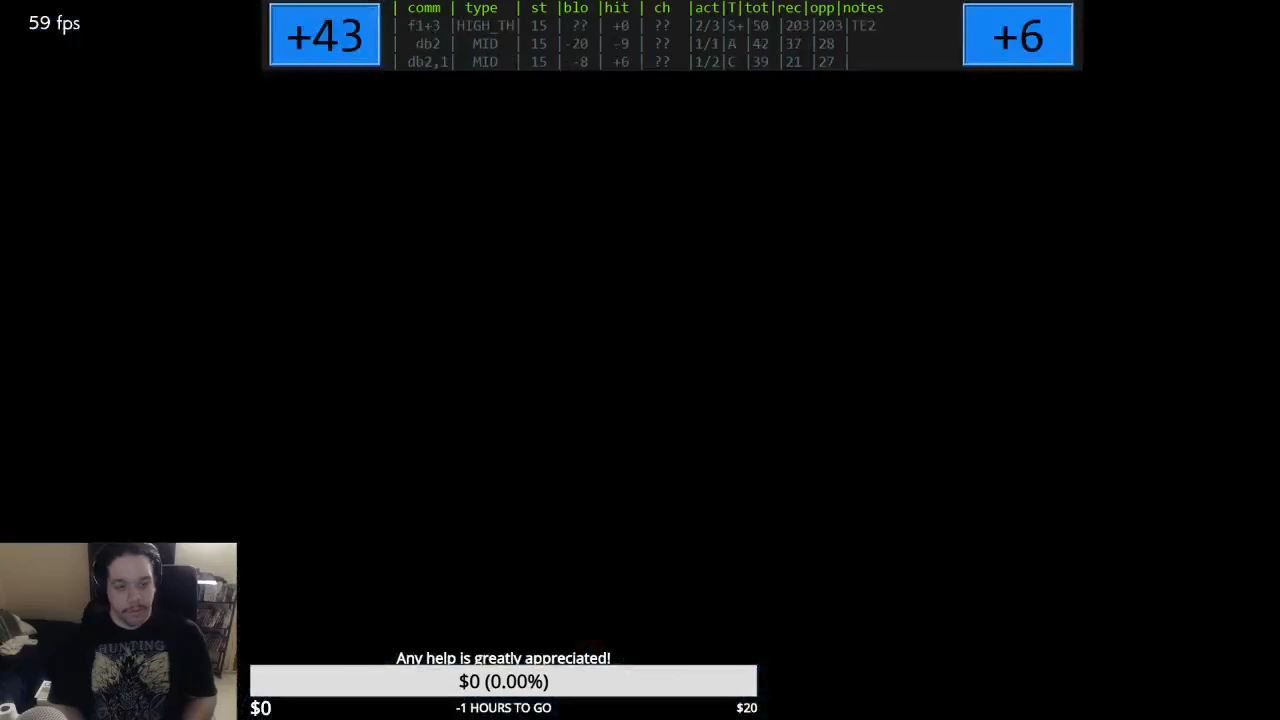 59 fps
+43
| comm | type | st |blo |hit | ch |act|T|tot|rec|opp|notes
| f1+3 |HIGH_TH| 15 | ?? | +0 | ?? |2/3|S+|50 |203|203|TE2
| db2 | MID | 15 |-20 | -9 | ?? |1/1|A |42 |37 |28 |
| db2,1| MID | 15 | -8 | +6 | ?? |1/2|C |39 |21 |27 |
+6
HUNTING
Any help is greatly appreciated!
$0 (0.00%)
$0 -1 HOURS TO GO $20